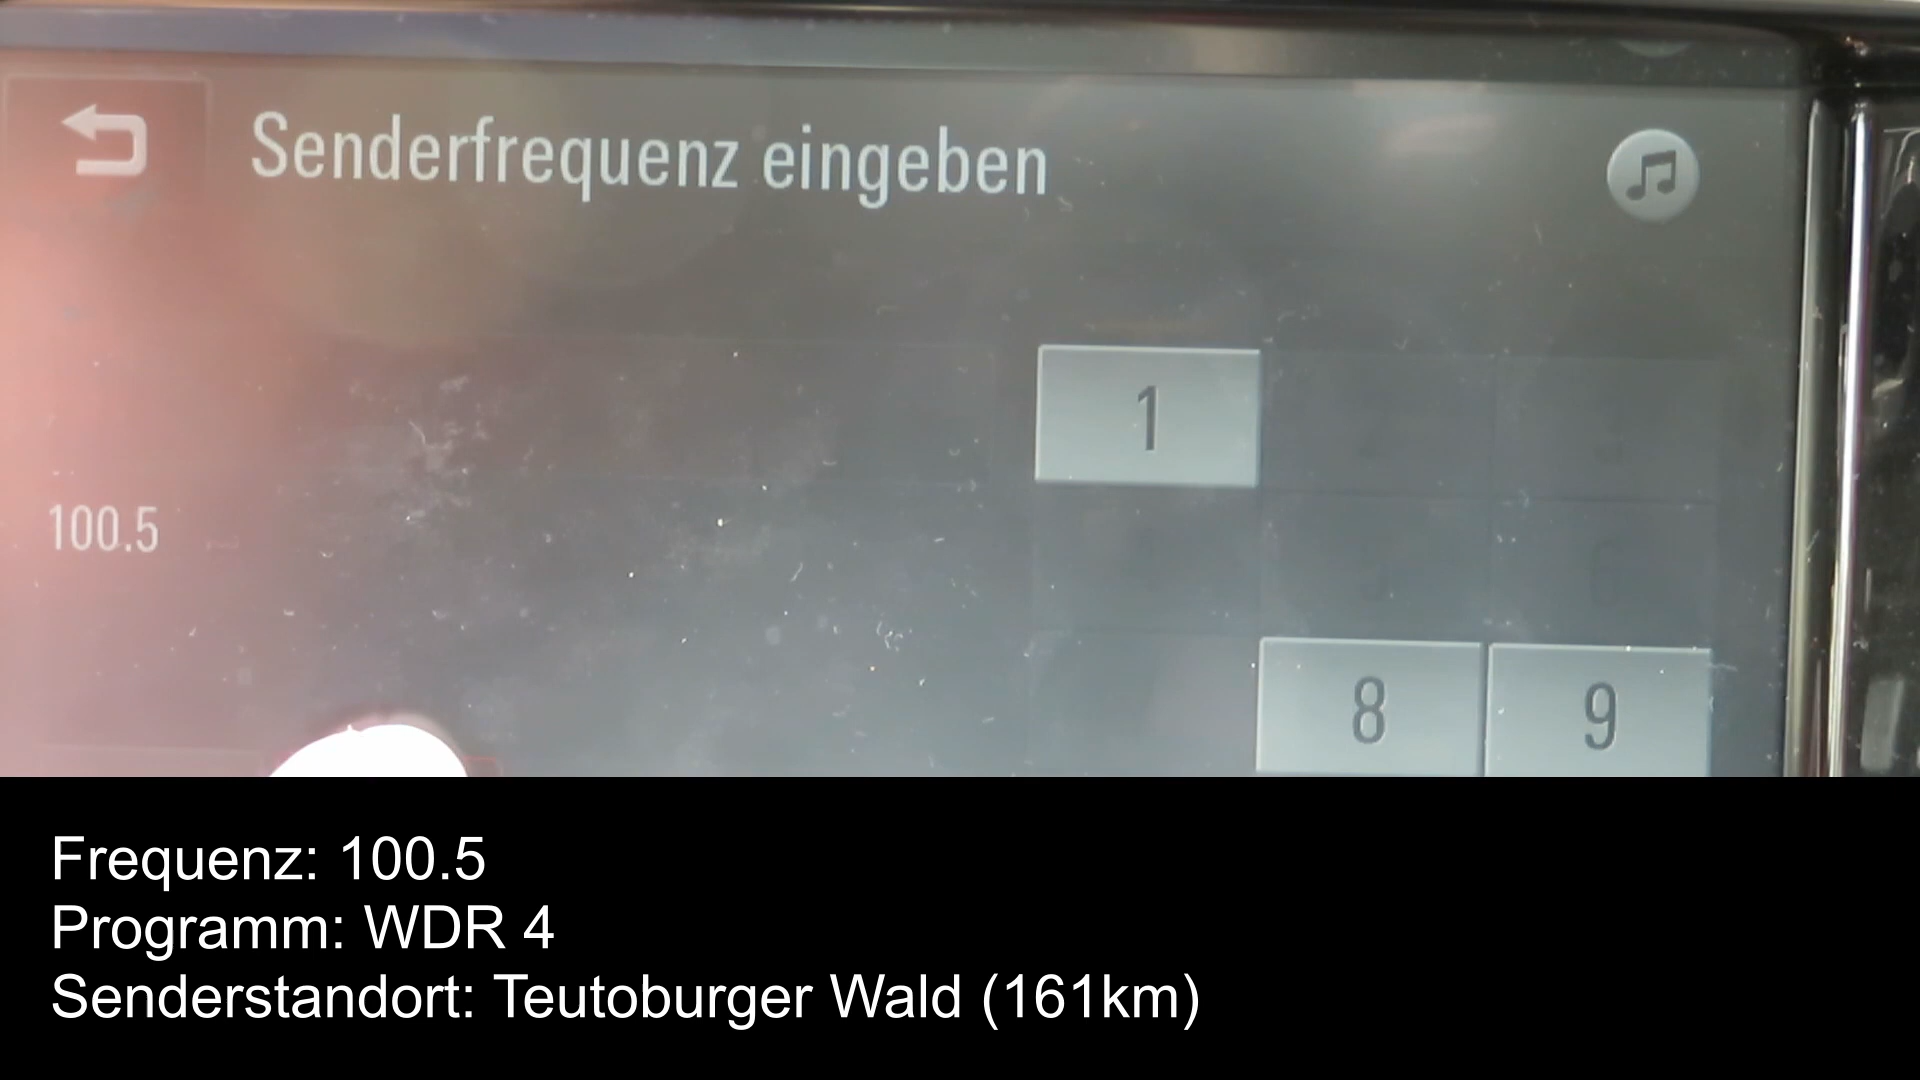 Senderfrequenz eingeben
1
100.5
8
9
Frequenz: 100.5
Programm: WDR 4
Senderstandort: Teutoburger Wald (161km)